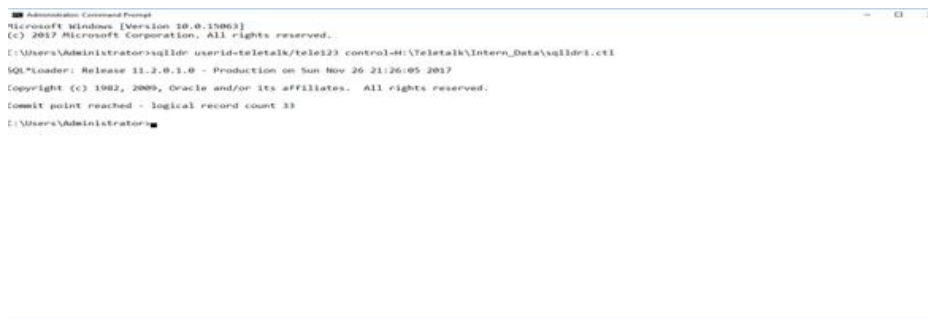 Administrator: Command Prompt
Microsoft Windows [Version 10.0.15063]
(c) 2017 Microsoft Corporation. All rights reserved.
C:\Users\Administrator>sqlldr userid=teletalk/tele123 control=H:\Teletalk\Intern_Data\sqlldr1.ctl
SQL*Loader: Release 11.2.0.1.0 - Production on Sun Nov 26 21:26:05 2017
Copyright (c) 1982, 2009, Oracle and/or its affiliates.  All rights reserved.
Commit point reached - logical record count 33
C:\Users\Administrator>